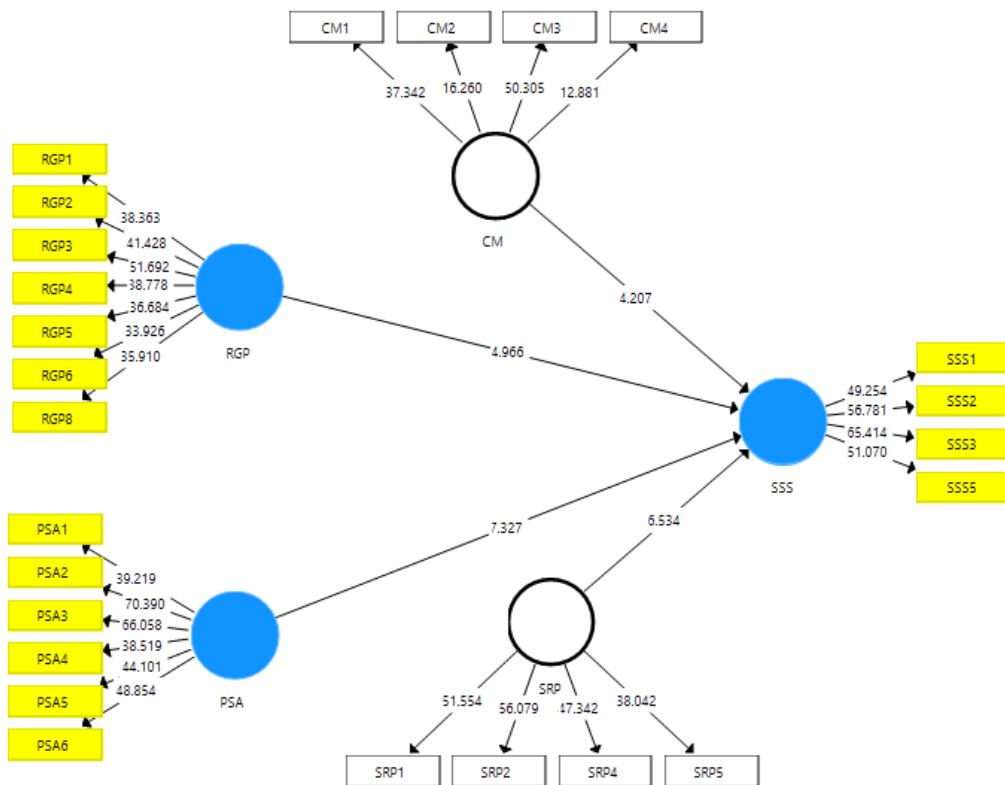 CM1 CM2 CM3 CM4
37.342 16.260 50.305 12.881
CM
RGP1
RGP2
RGP3
RGP4
RGP5
RGP6
RGP8
38.363
41.428
51.692
38.778
36.684
33.926
35.910
RGP
4.207
4.966
SSS1
SSS2
SSS3
SSS5
49.254
56.781
65.414
51.070
SSS
PSA1
PSA2
PSA3
PSA4
PSA5
PSA6
39.219
70.390
66.058
38.519
44.101
48.854
PSA
7.327
6.534
SRP
51.554 56.079 47.342 38.042
SRP1 SRP2 SRP4 SRP5